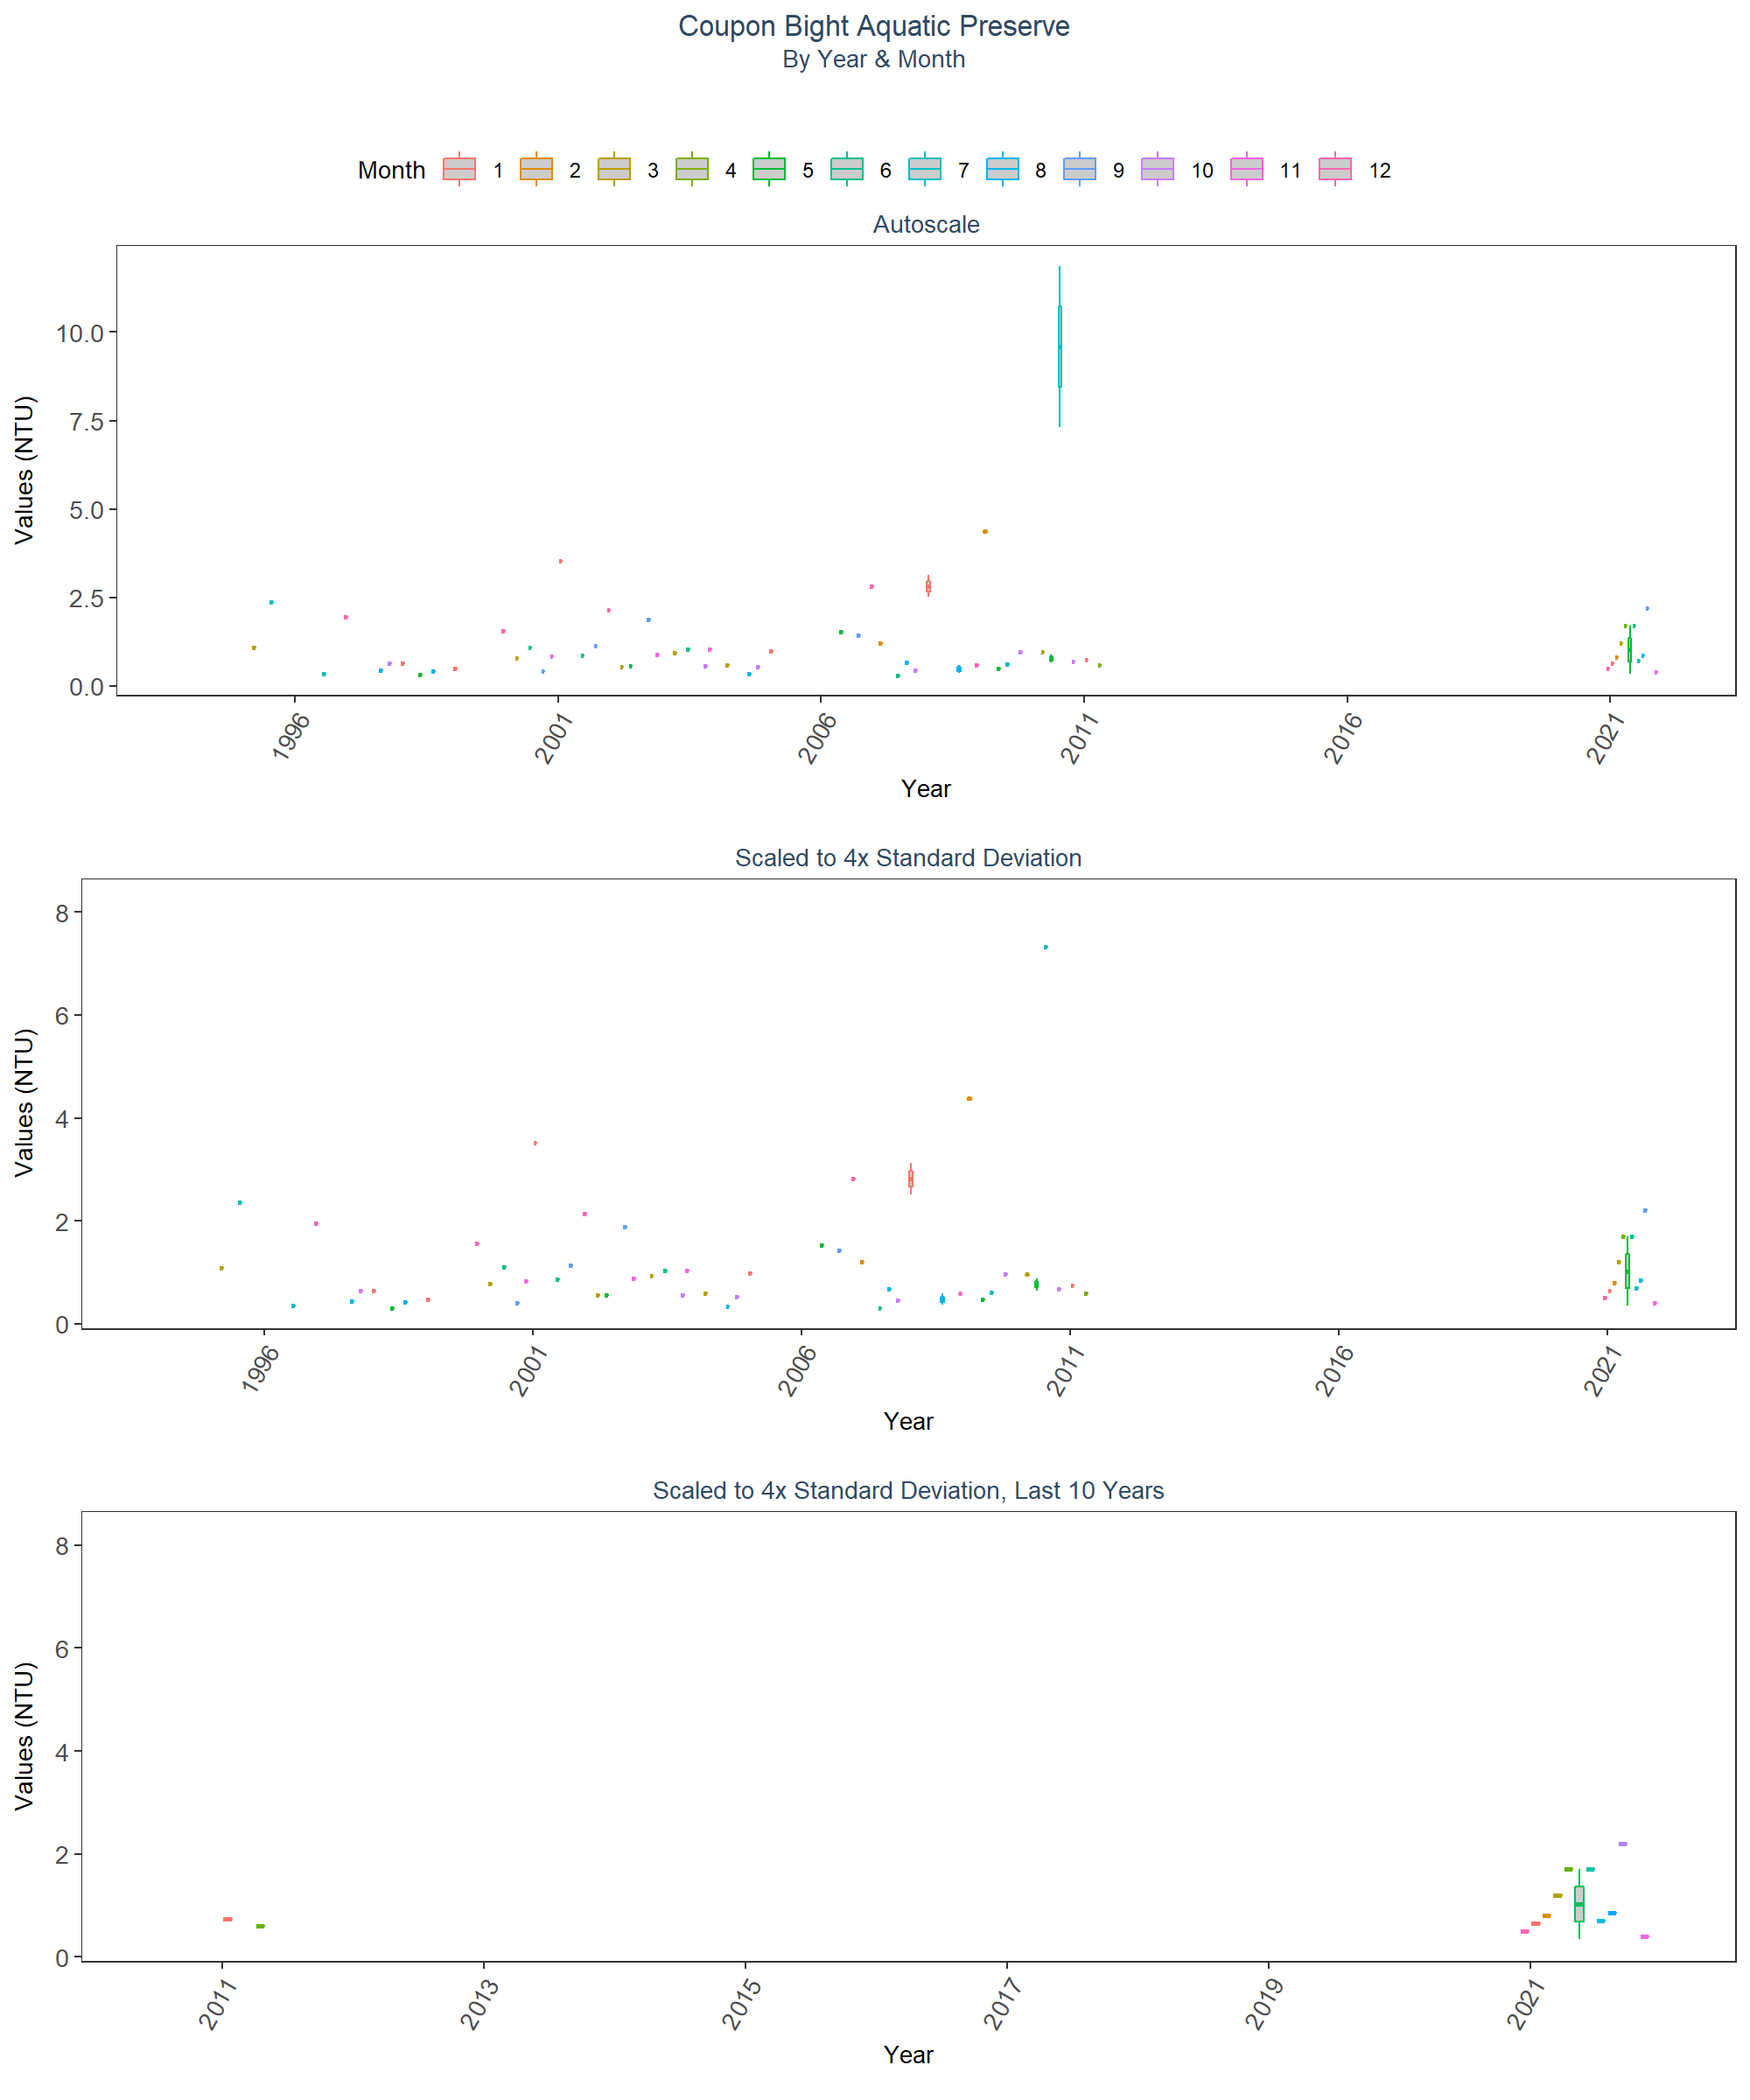 Coupon Bight Aquatic Preserve
By Year & Month
Month 1 2 3 4 5 6 7 8 9 10 11 12
Autoscale
Values (NTU)
10.0
7.5
5.0
2.5
0.0
1996 2001 2006 2011 2016 2021
Year
Scaled to 4x Standard Deviation
Values (NTU)
8
6
4
2
0
1996 2001 2006 2011 2016 2021
Year
Scaled to 4x Standard Deviation, Last 10 Years
Values (NTU)
8
6
4
2
0
2011 2013 2015 2017 2019 2021
Year